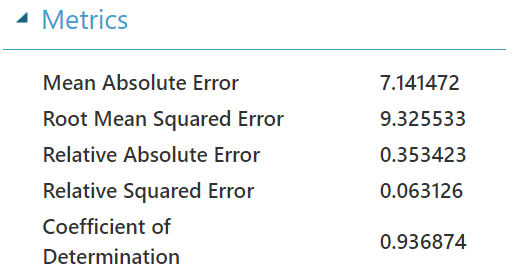 Metrics
Mean Absolute Error 7.141472
Root Mean Squared Error 9.325533
Relative Absolute Error 0.353423
Relative Squared Error 0.063126
Coefficient of
Determination 0.936874